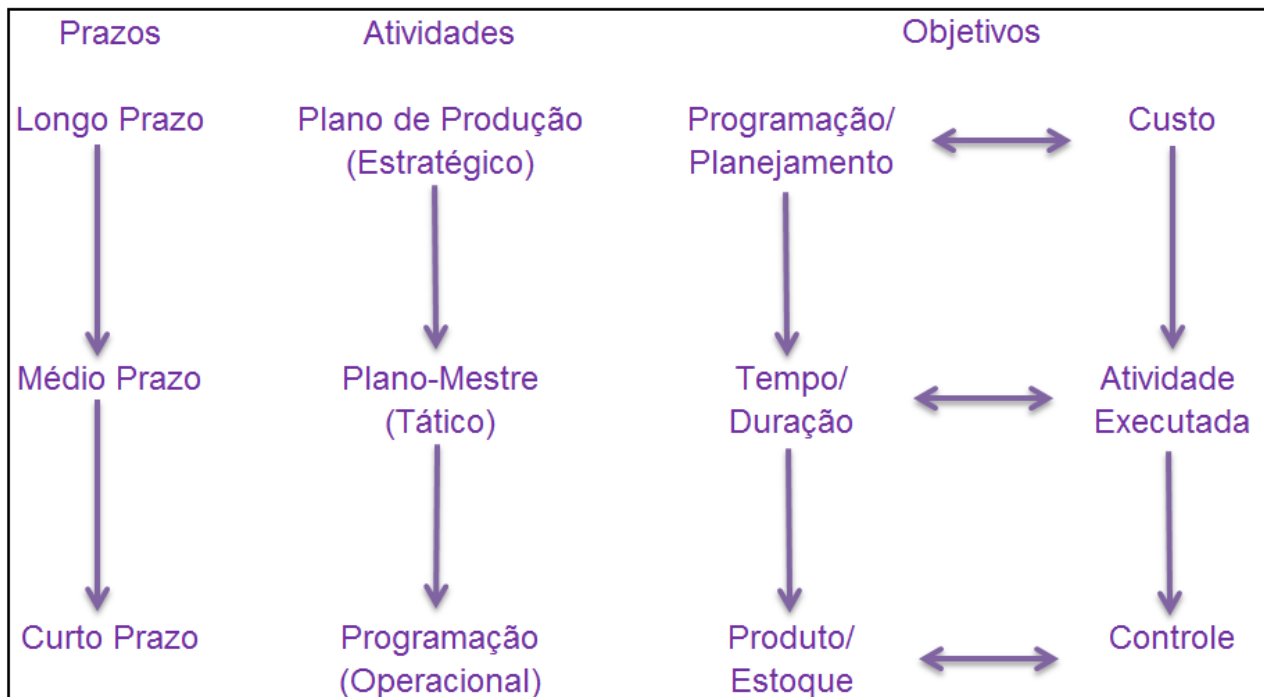 Prazos Atividades Objetivos
Longo Prazo Plano de Produção Programação/ Custo
(Estratégico) Planejamento
Médio Prazo Plano-Mestre Tempo/ Atividade
(Tático) Duração Executada
Curto Prazo Programação Produto/ Controle
(Operacional) Estoque